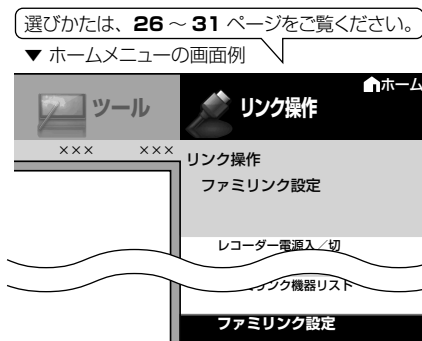 選びかたは、26～31 ページをご覧ください。
▼ ホームメニューの画面例
ホーム
ツール
リンク操作
××× ×××
リンク操作
ファミリンク設定
レコーダー電源入／切
リンク機器リスト
ファミリンク設定